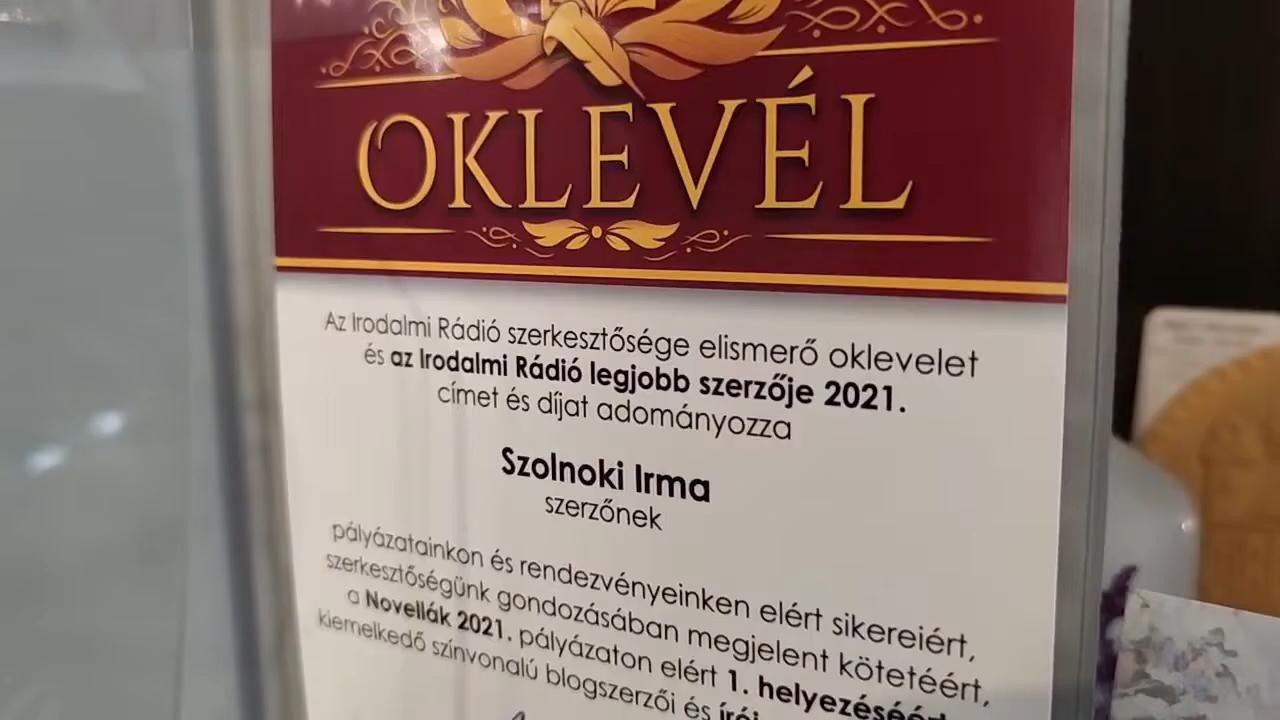 OKLEVÉL
Az Irodalmi Rádió szerkesztősége elismerő oklevelet
és az Irodalmi Rádió legjobb szerzője 2021.
címet és díjat adományozza
Szolnoki Irma
szerzőnek
pályázatainkon és rendezvényeinken elért sikereiért,
szerkesztőségünk gondozásában megjelent kötetéért,
a Novellák 2021. pályázaton elért 1. helyezéséért
kiemelkedő színvonalú blogszerzői és írói